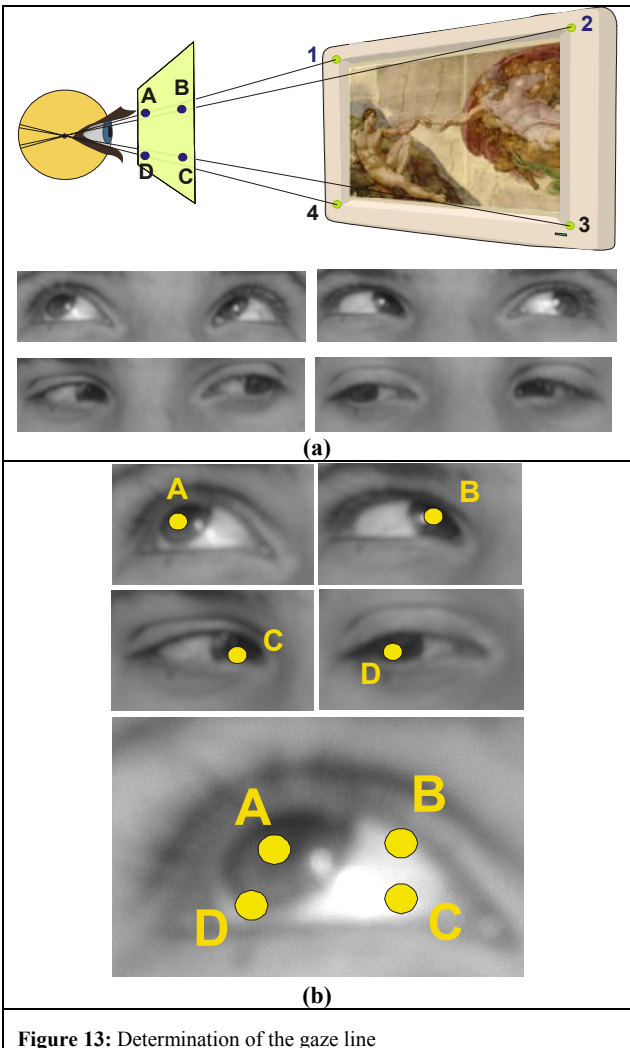 1 2
A B
D C
4 3
(a)
A B
C D
A B
D C
(b)
Figure 13: Determination of the gaze line